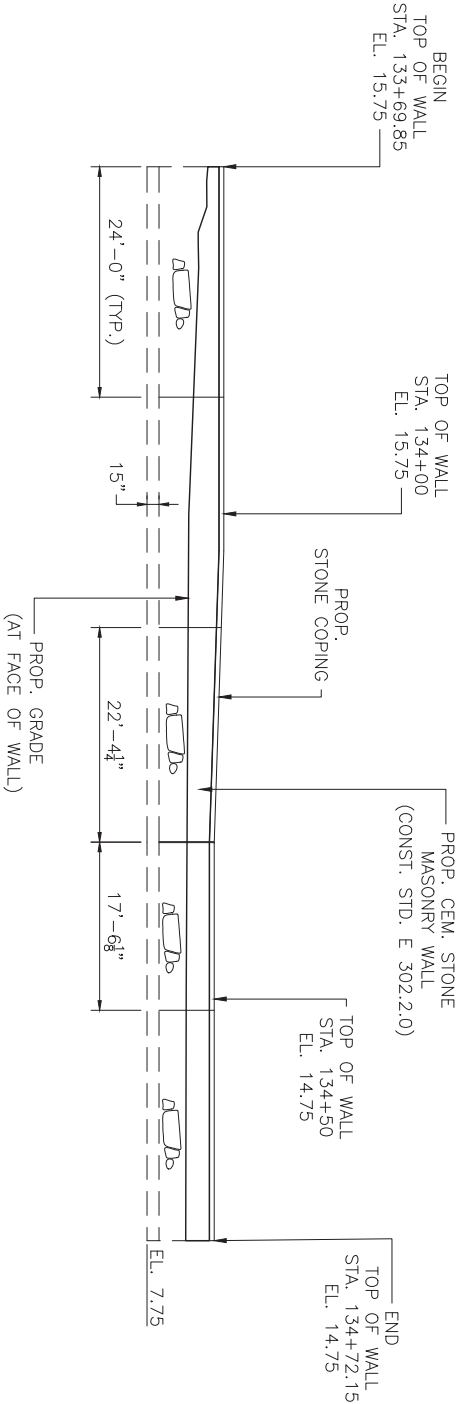 BEGIN
TOP OF WALL
STA. 133+69.85
EL. 15.75
TOP OF WALL
STA. 134+00
EL. 15.75
PROP.
STONE COPING
PROP. CEM. STONE
MASONRY WALL
(CONST. STD. E 302.2.0)
TOP OF WALL
STA. 134+50
EL. 14.75
END
TOP OF WALL
STA. 134+72.15
EL. 14.75
24'-0" (TYP.)
15"
22'-4¼"
17'-6⅛"
EL. 7.75
PROP. GRADE
(AT FACE OF WALL)